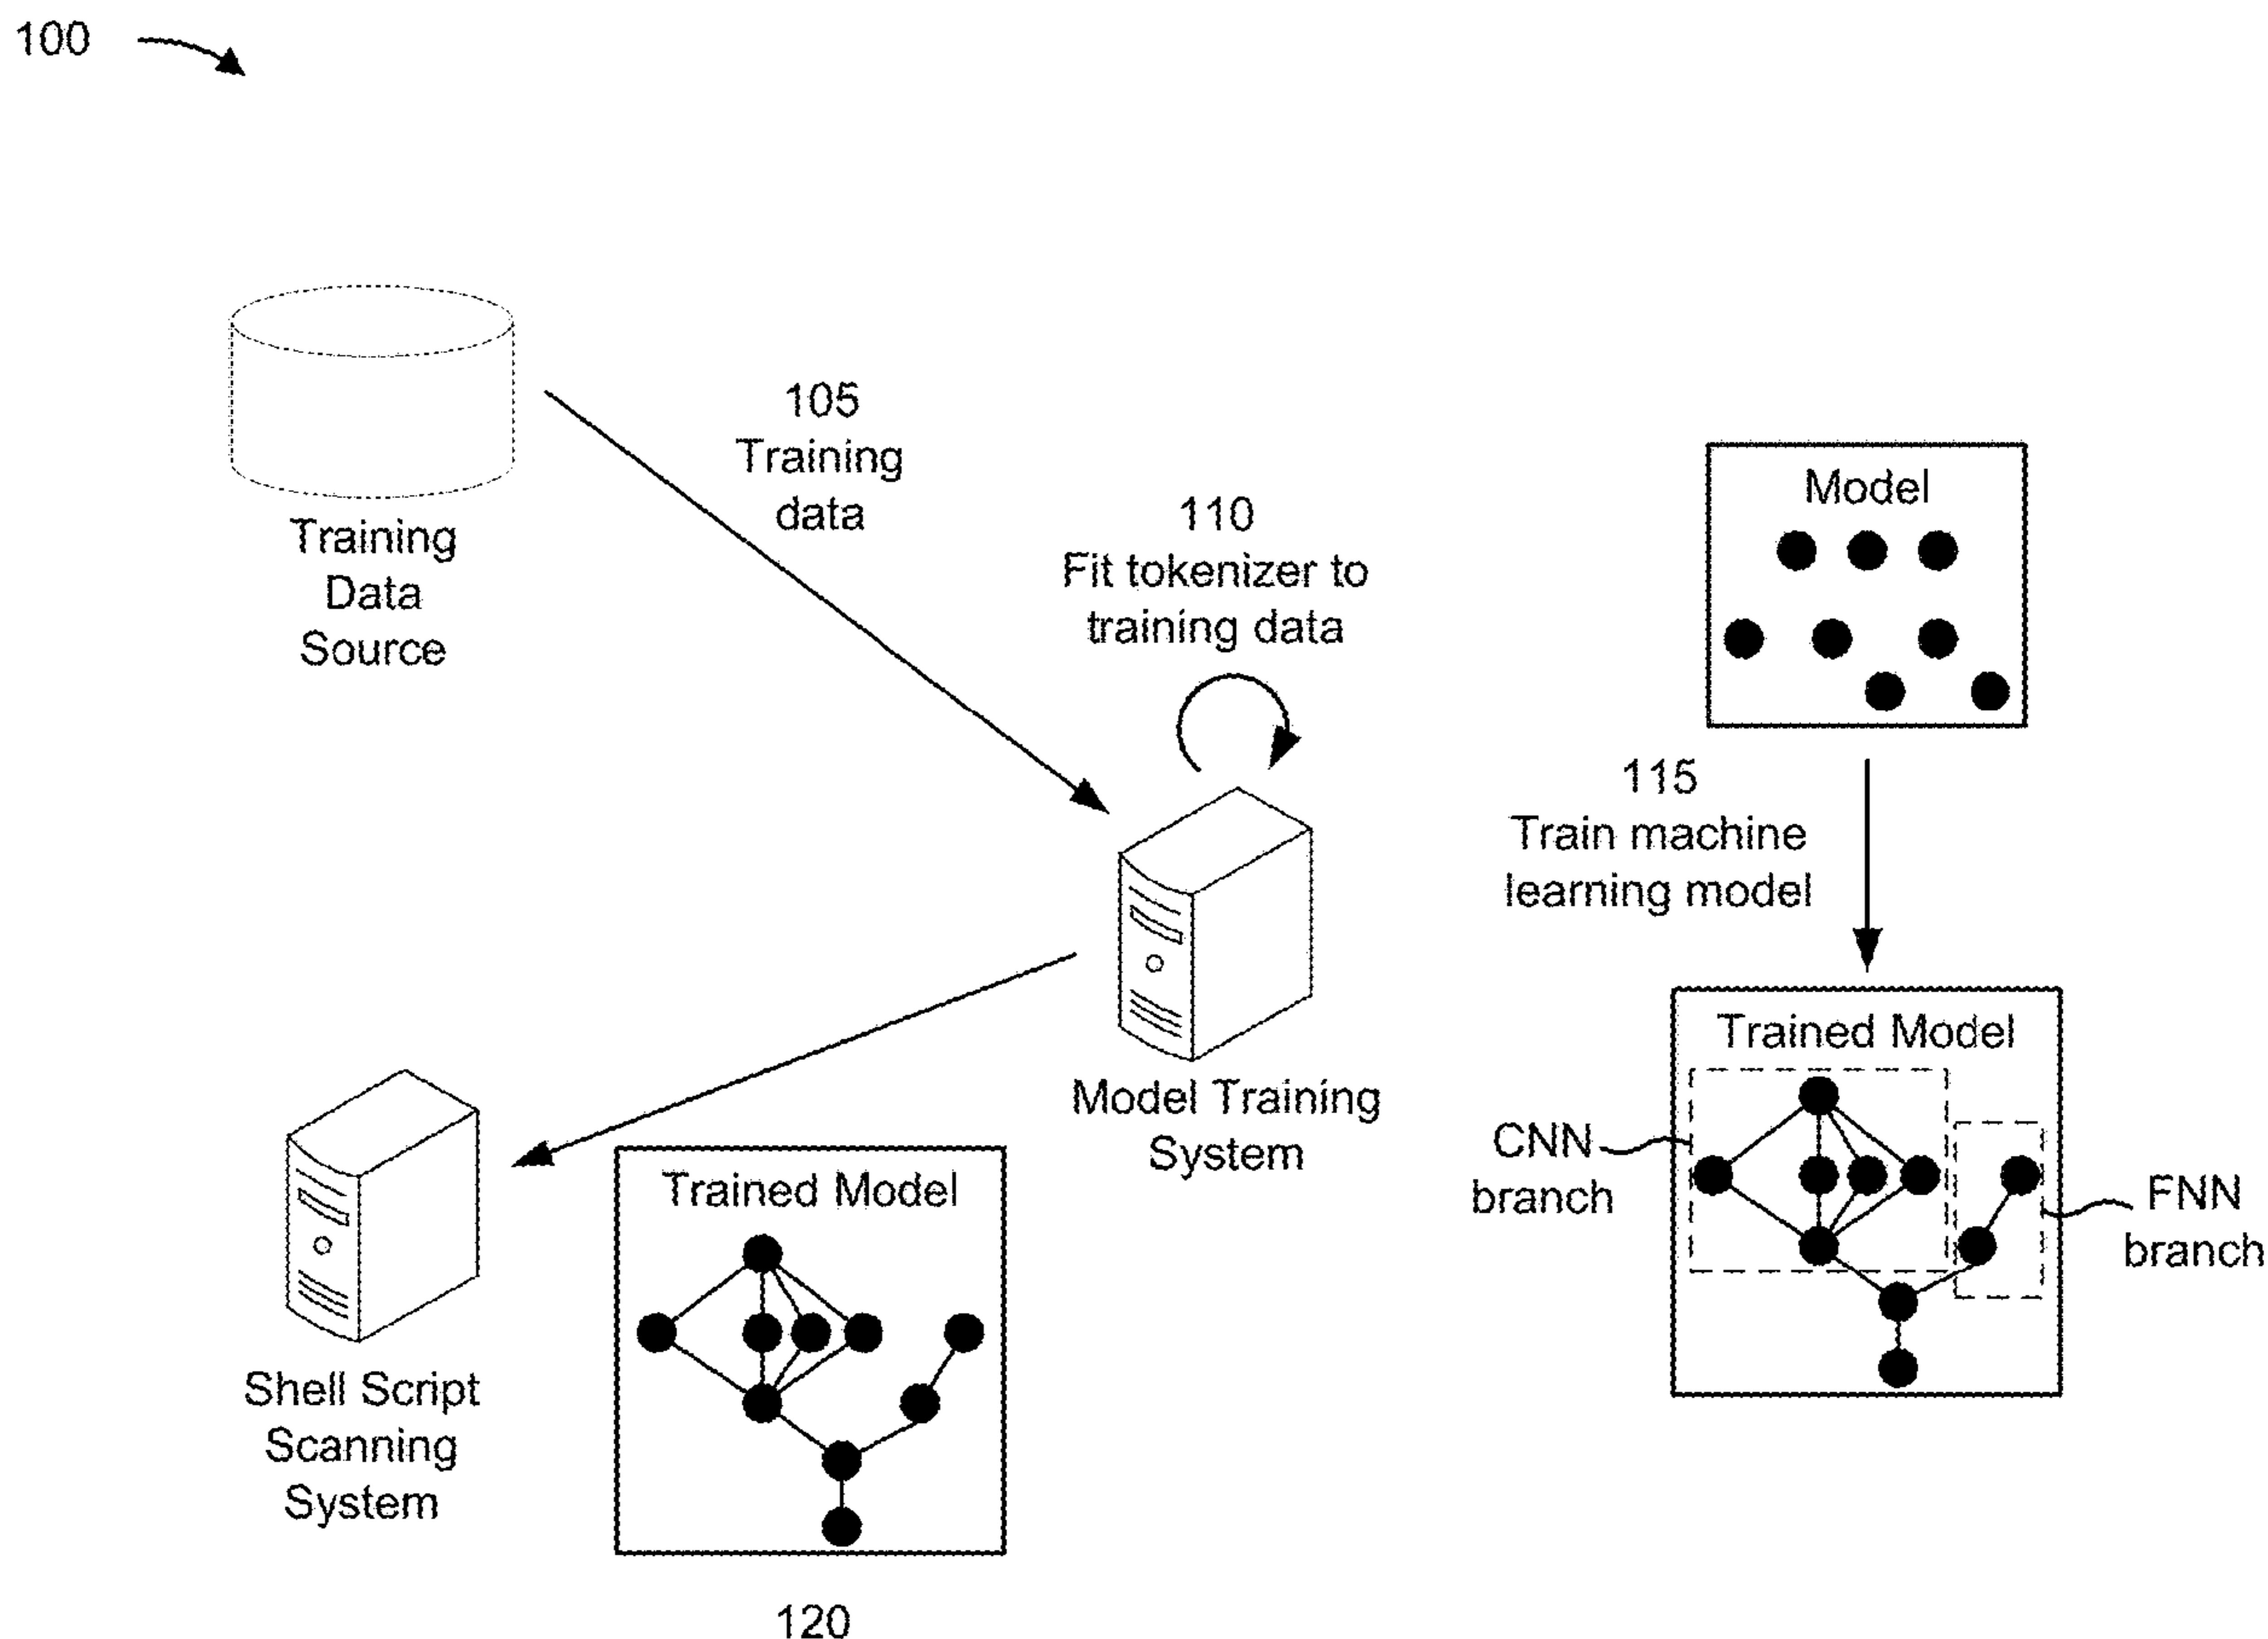 100
105
Training
data
Training
Data
Source
110
Fit tokenizer to
training data
Model
115
Train machine
learning model
Model Training
System
Trained Model
CNN
branch
FNN
branch
Shell Script
Scanning
System
Trained Model
120